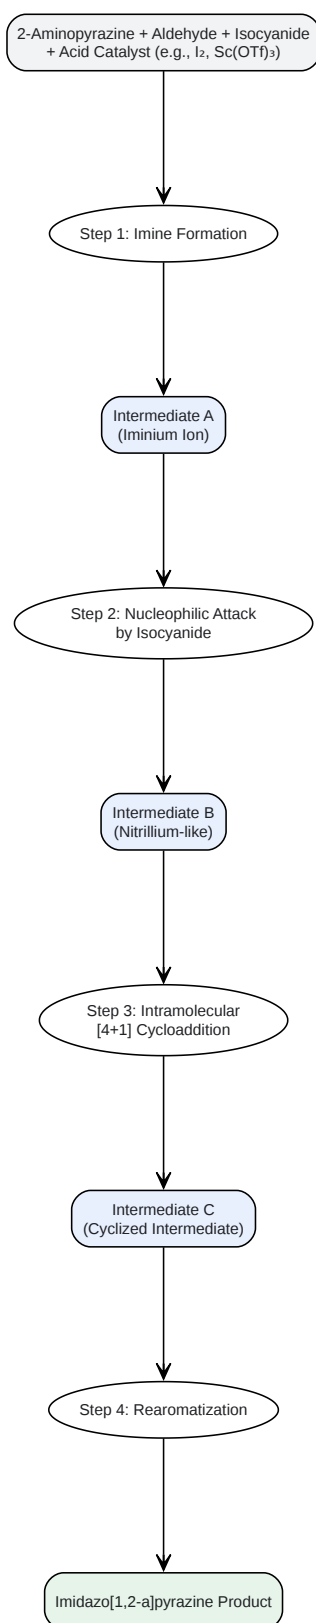 2-Aminopyrazine + Aldehyde + Isocyanide
+ Acid Catalyst (e.g., I₂, Sc(OTf)₃)
Step 1: Imine Formation
Intermediate A
(Iminium Ion)
Step 2: Nucleophilic Attack
by Isocyanide
Intermediate B
(Nitrillium-like)
Step 3: Intramolecular
[4+1] Cycloaddition
Intermediate C
(Cyclized Intermediate)
Step 4: Rearomatization
Imidazo[1,2-a]pyrazine Product